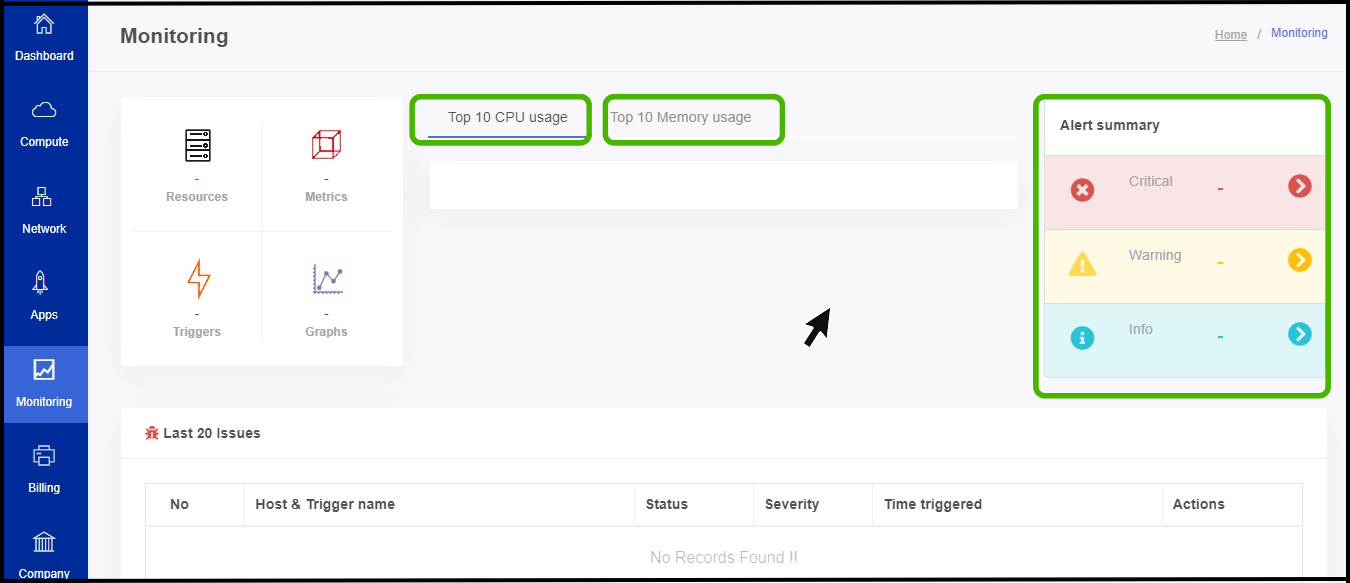 Dashboard
Compute
Network
Apps
Monitoring
Billing
Company
Monitoring
Home / Monitoring
-
Resources
-
Metrics
-
Triggers
-
Graphs
Top 10 CPU usage
Top 10 Memory usage
Alert summary
Critical -
Warning -
Info -
Last 20 Issues
No Host & Trigger name Status Severity Time triggered Actions
No Records Found !!